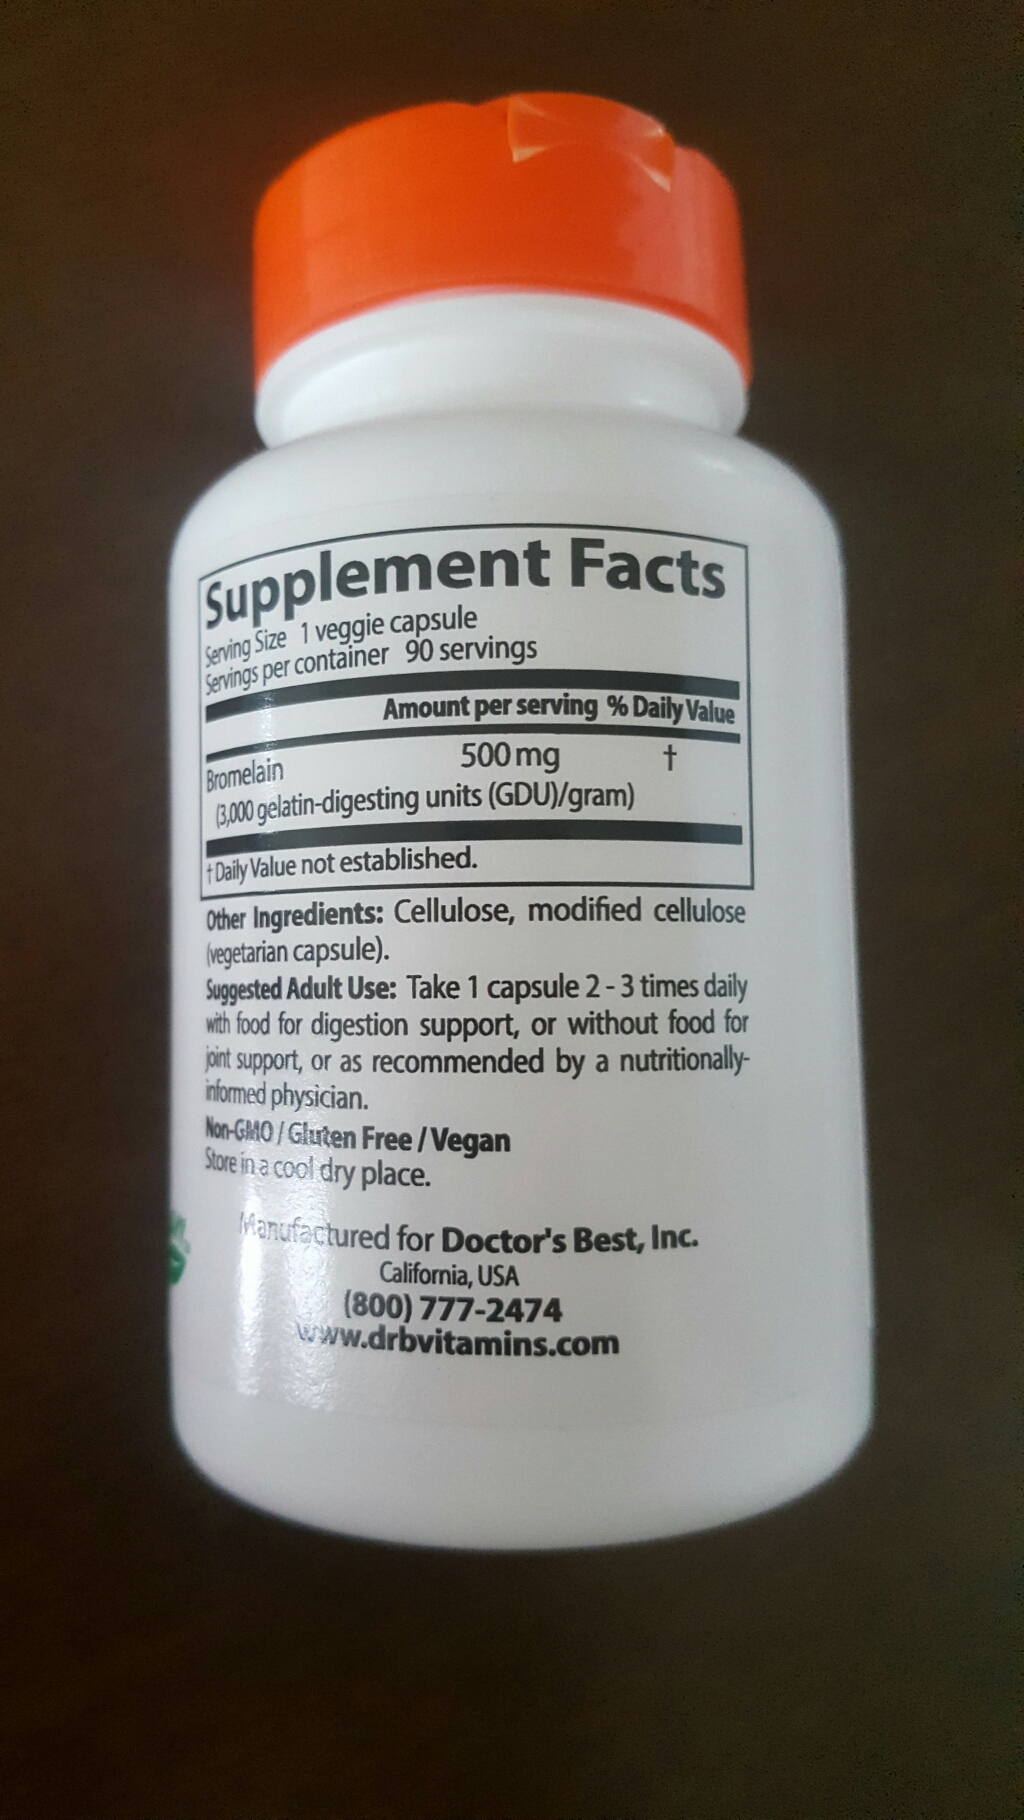 Supplement Facts
Serving Size 1 veggie capsule
Servings per container 90 servings
Amount per serving % Daily Value
Bromelain 500 mg †
(3,000 gelatin-digesting units (GDU)/gram)
† Daily Value not established.
Other Ingredients: Cellulose, modified cellulose
(vegetarian capsule).
Suggested Adult Use: Take 1 capsule 2 - 3 times daily
with food for digestion support, or without food for
joint support, or as recommended by a nutritionally-
informed physician.
Non-GMO / Gluten Free / Vegan
Store in a cool dry place.
Manufactured for Doctor's Best, Inc.
California, USA
(800) 777-2474
www.drbvitamins.com